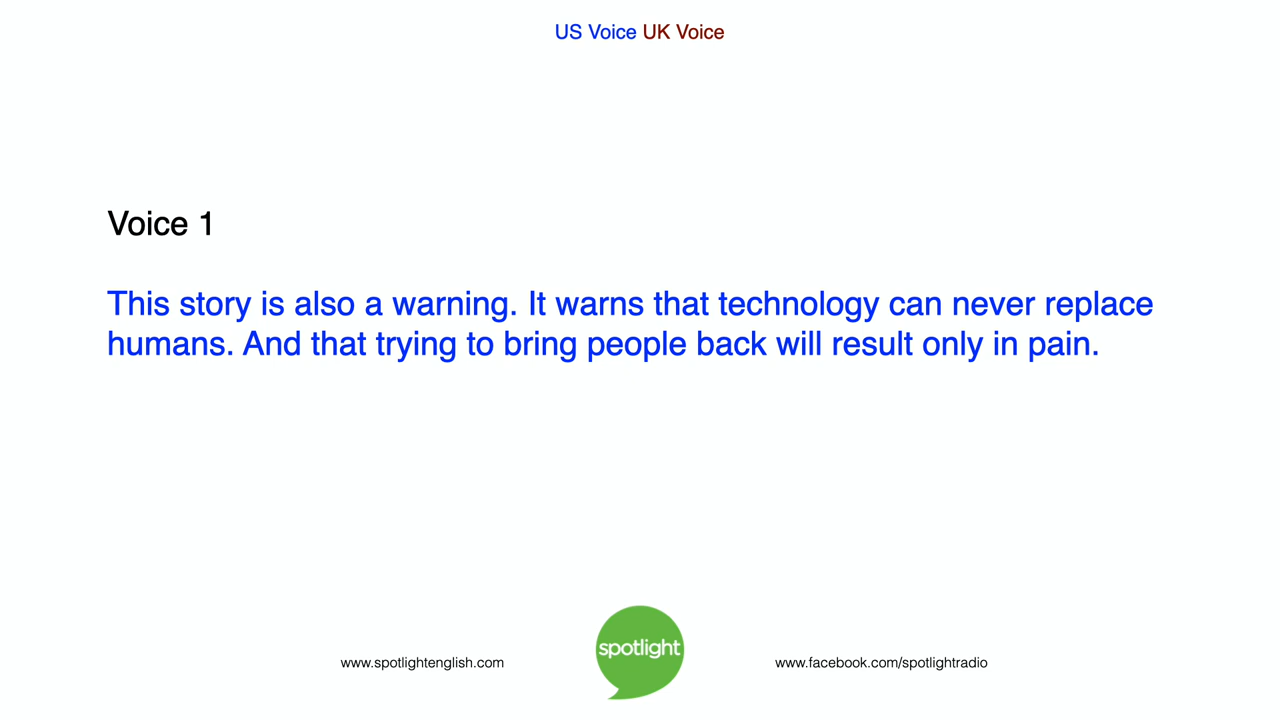 US Voice UK Voice
Voice 1
This story is also a warning. It warns that technology can never replace
humans. And that trying to bring people back will result only in pain.
spotlight
www.spotlightenglish.com
www.facebook.com/spotlightradio